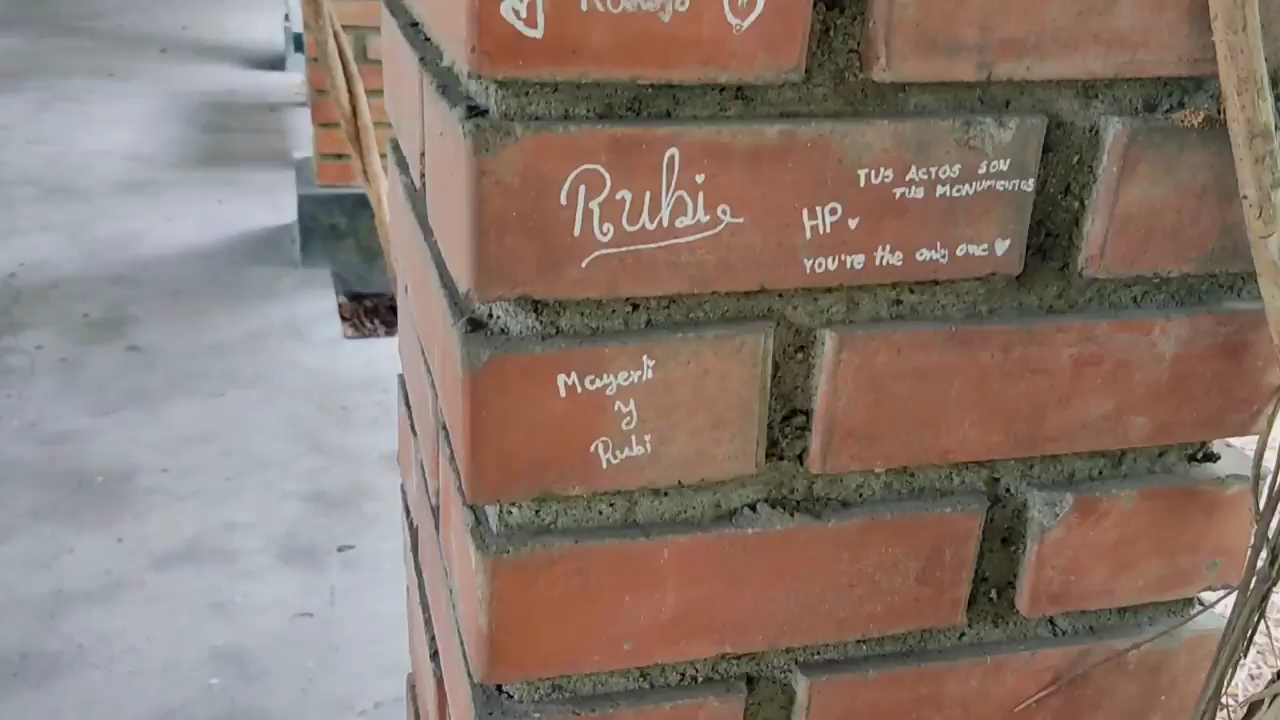 Rubi
TUS ACTOS SON
TUS MONUMENTOS
HP
YOU'RE the only one
Mayerli
y
Rubi